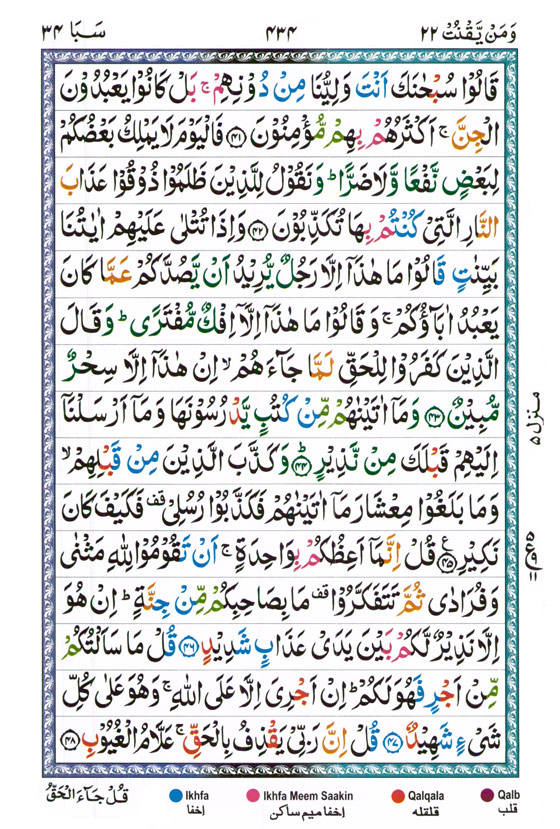 وَمَنْ يَّقْنُتْ ٢٢ ٤٣٤ سَبَا ٣٤
قَالُوْا سُبْحٰنَكَ اَنْتَ وَلِيُّنَا مِنْ دُوْنِهِمْ ۚ بَلْ كَانُوْا يَعْبُدُوْنَ
الْجِنَّ ۚ اَكْثَرُهُمْ بِهِمْ مُّؤْمِنُوْنَ ﴿٤١﴾ فَالْيَوْمَ لَا يَمْلِكُ بَعْضُكُمْ
لِبَعْضٍ نَّفْعًا وَّلَا ضَرًّا ؕ وَنَقُوْلُ لِلَّذِيْنَ ظَلَمُوْا ذُوْقُوْا عَذَابَ
النَّارِ الَّتِيْ كُنْتُمْ بِهَا تُكَذِّبُوْنَ ﴿٤٢﴾ وَاِذَا تُتْلٰى عَلَيْهِمْ اٰيٰتُنَا
بَيِّنٰتٍ قَالُوْا مَا هٰذَاۤ اِلَّا رَجُلٌ يُّرِيْدُ اَنْ يَّصُدَّكُمْ عَمَّا كَانَ
يَعْبُدُ اٰبَآؤُكُمْ ۚ وَقَالُوْا مَا هٰذَاۤ اِلَّاۤ اِفْكٌ مُّفْتَرًى ؕ وَقَالَ
الَّذِيْنَ كَفَرُوْا لِلْحَقِّ لَمَّا جَآءَهُمْ ۙ اِنْ هٰذَاۤ اِلَّا سِحْرٌ
مُّبِيْنٌ ﴿٤٣﴾ وَمَاۤ اٰتَيْنٰهُمْ مِّنْ كُتُبٍ يَّدْرُسُوْنَهَا وَمَاۤ اَرْسَلْنَاۤ
اِلَيْهِمْ قَبْلَكَ مِنْ نَّذِيْرٍ ؕ ﴿٤٤﴾ وَكَذَّبَ الَّذِيْنَ مِنْ قَبْلِهِمْ ۙ
وَمَا بَلَغُوْا مِعْشَارَ مَاۤ اٰتَيْنٰهُمْ فَكَذَّبُوْا رُسُلِيْ قف فَكَيْفَ كَانَ
نَكِيْرِ ﴿٤٥﴾ ع قُلْ اِنَّمَاۤ اَعِظُكُمْ بِوَاحِدَةٍ ۚ اَنْ تَقُوْمُوْا لِلّٰهِ مَثْنٰى
وَفُرَادٰى ثُمَّ تَتَفَكَّرُوْا قف مَا بِصَاحِبِكُمْ مِّنْ جِنَّةٍ ؕ اِنْ هُوَ
اِلَّا نَذِيْرٌ لَّكُمْ بَيْنَ يَدَيْ عَذَابٍ شَدِيْدٍ ﴿٤٦﴾ قُلْ مَا سَاَلْتُكُمْ
مِّنْ اَجْرٍ فَهُوَ لَكُمْ ؕ اِنْ اَجْرِيَ اِلَّا عَلَى اللّٰهِ ۚ وَهُوَ عَلٰى كُلِّ
شَيْءٍ شَهِيْدٌ ﴿٤٧﴾ قُلْ اِنَّ رَبِّيْ يَقْذِفُ بِالْحَقِّ ۚ عَلَّامُ الْغُيُوْبِ ﴿٤٨﴾
منزل ٥
قُلْ جَآءَ الْحَقُّ
Ikhfa
اخفا
Ikhfa Meem Saakin
اخفا میم ساکن
Qalqala
قلقلہ
Qalb
قلب